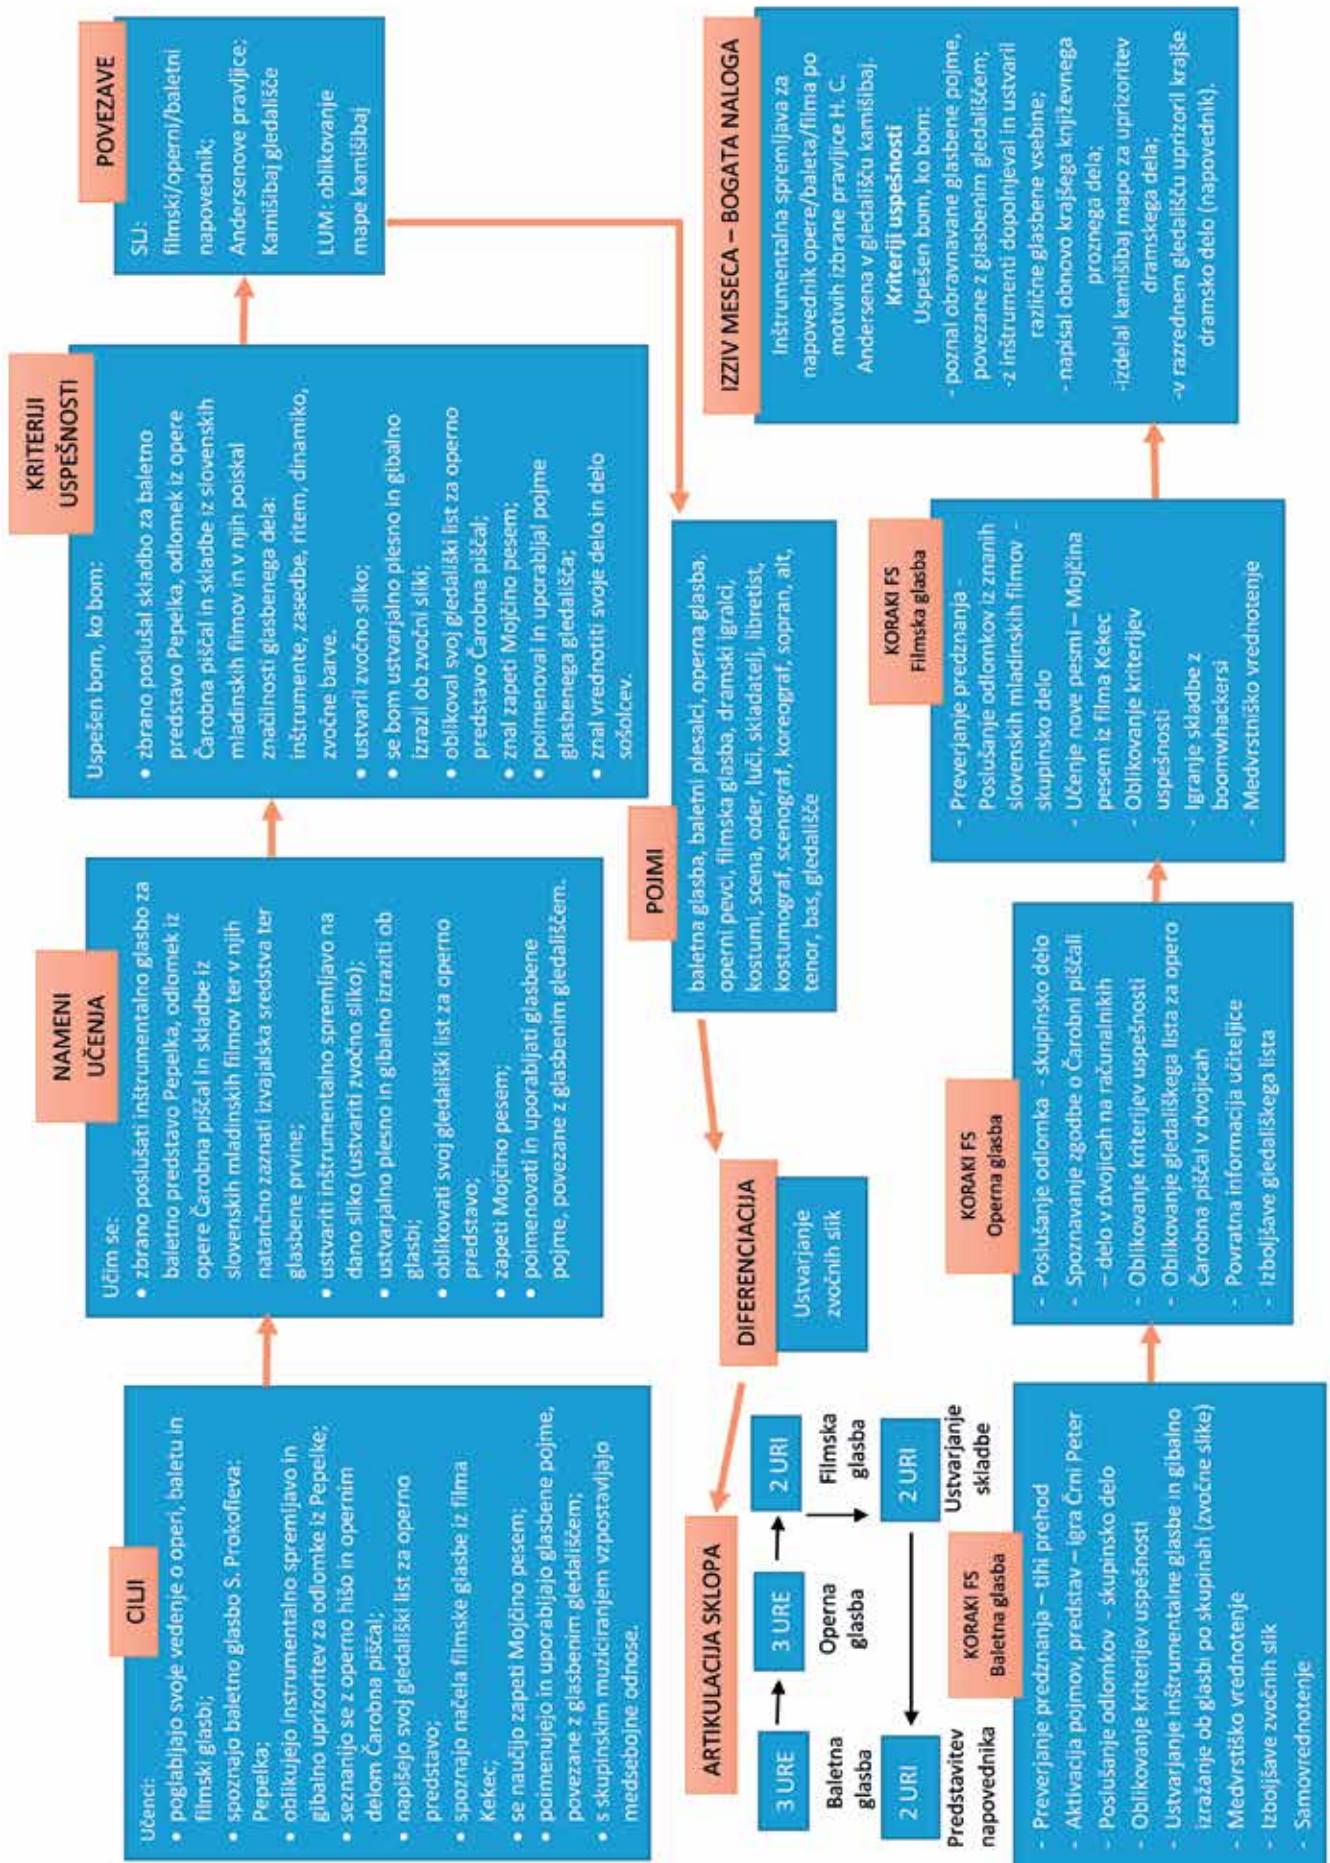 CILJI
Učenci:
• poglabljajo svoje vedenje o operi, baletu in
filmski glasbi;
• spoznajo baletno glasbo S. Prokofieva:
Pepelka;
• oblikujejo instrumentalno spremljavo in
gibalno uprizoritev za odlomke iz Pepelke;
• seznanijo se z operno hišo in opernim
delom Čarobna piščal;
• napišejo svoj gledališki list za operno
predstavo;
• spoznajo načela filmske glasbe iz filma
Kekec;
• se naučijo zapeti Mojčino pesem;
• poimenujejo in uporabljajo glasbene pojme,
povezane z glasbenim gledališčem;
• s skupinskim muziciranjem vzpostavljajo
medsebojne odnose.
NAMENI
UČENJA
Učim se:
• zbrano poslušati inštrumentalno glasbo za
baletno predstavo Pepelka, odlomek iz
opere Čarobna piščal in skladbe iz
slovenskih mladinskih filmov ter v njih
natančno zaznati izvajalska sredstva ter
glasbene prvine;
• ustvariti inštrumentalno spremljavo na
dano sliko (ustvariti zvočno sliko);
• ustvarjalno plesno in gibalno izraziti ob
glasbi;
• oblikovati svoj gledališki list za operno
predstavo;
• zapeti Mojčino pesem;
• poimenovati in uporabljati glasbene
pojme, povezane z glasbenim gledališčem.
KRITERIJI
USPEŠNOSTI
Uspešen bom, ko bom:
• zbrano poslušal skladbo za baletno
predstavo Pepelka, odlomek iz opere
Čarobna piščal in skladbe iz slovenskih
mladinskih filmov in v njih poiskal
značilnosti glasbenega dela:
inštrumente, zasedbe, ritem, dinamiko,
zvočne barve.
• ustvaril zvočno sliko;
• se bom ustvarjalno plesno in gibalno
izrazil ob zvočni sliki;
• oblikoval svoj gledališki list za operno
predstavo Čarobna piščal;
• znal zapeti Mojčino pesem;
• poimenoval in uporabljal pojme
glasbenega gledališča;
• znal vrednotiti svoje delo in delo
sošolcev.
POVEZAVE
SLJ:
filmski/operni/baletni
napovednik;
Andersenove pravljice;
Kamišibaj gledališče
LUM: oblikovanje
mape kamišibaj
POJMI
baletna glasba, baletni plesalci, operna glasba,
operni pevci, filmska glasba, dramski igralci,
kostumi, scena, oder, luči, skladatelj, libretist,
kostumograf, scenograf, koreograf, sopran, alt,
tenor, bas, gledališče
DIFERENCIACIJA
Ustvarjanje
zvočnih slik
ARTIKULACIJA SKLOPA
3 URE
Baletna
glasba
3 URE
Operna
glasba
2 URI
Filmska
glasba
2 URI
Ustvarjanje
skladbe
2 URI
Predstavitev
napovednika
KORAKI FS
Baletna glasba
- Preverjanje predznanja – tihi prehod
- Aktivacija pojmov, predstav – igra Črni Peter
- Poslušanje odlomkov - skupinsko delo
- Oblikovanje kriterijev uspešnosti
- Ustvarjanje inštrumentalne glasbe in gibalno
izražanje ob glasbi po skupinah (zvočne slike)
- Medvrstiško vrednotenje
- Izboljšave zvočnih slik
- Samovrednotenje
KORAKI FS
Operna glasba
- Poslušanje odlomka - skupinsko delo
- Spoznavanje zgodbe o Čarobni piščali
– delo v dvojicah na računalnikih
- Oblikovanje kriterijev uspešnosti
- Oblikovanje gledališkega lista za opero
Čarobna piščal v dvojicah
- Povratna informacija učiteljice
- Izboljšave gledališkega lista
KORAKI FS
Filmska glasba
- Preverjanje predznanja -
Poslušanje odlomkov iz znanih
slovenskih mladinskih filmov -
skupinsko delo
- Učenje nove pesmi – Mojčina
pesem iz filma Kekec
- Oblikovanje kriterijev
uspešnosti
- Igranje skladbe z
boomwhackersi
- Medvrstniško vrednotenje
IZZIV MESECA – BOGATA NALOGA
Inštrumentalna spremljava za
napovednik opere/baleta/filma po
motivih izbrane pravljice H. C.
Andersena v gledališču kamišibaj.
Kriteriji uspešnosti
Uspešen bom, ko bom:
- poznal obravnavane glasbene pojme,
povezane z glasbenim gledališčem;
-z inštrumenti dopolnjeval in ustvaril
različne glasbene vsebine;
- napisal obnovo krajšega književnega
proznega dela;
-izdelal kamišibaj mapo za uprizoritev
dramskega dela;
-v razrednem gledališču uprizoril krajše
dramsko delo (napovednik).